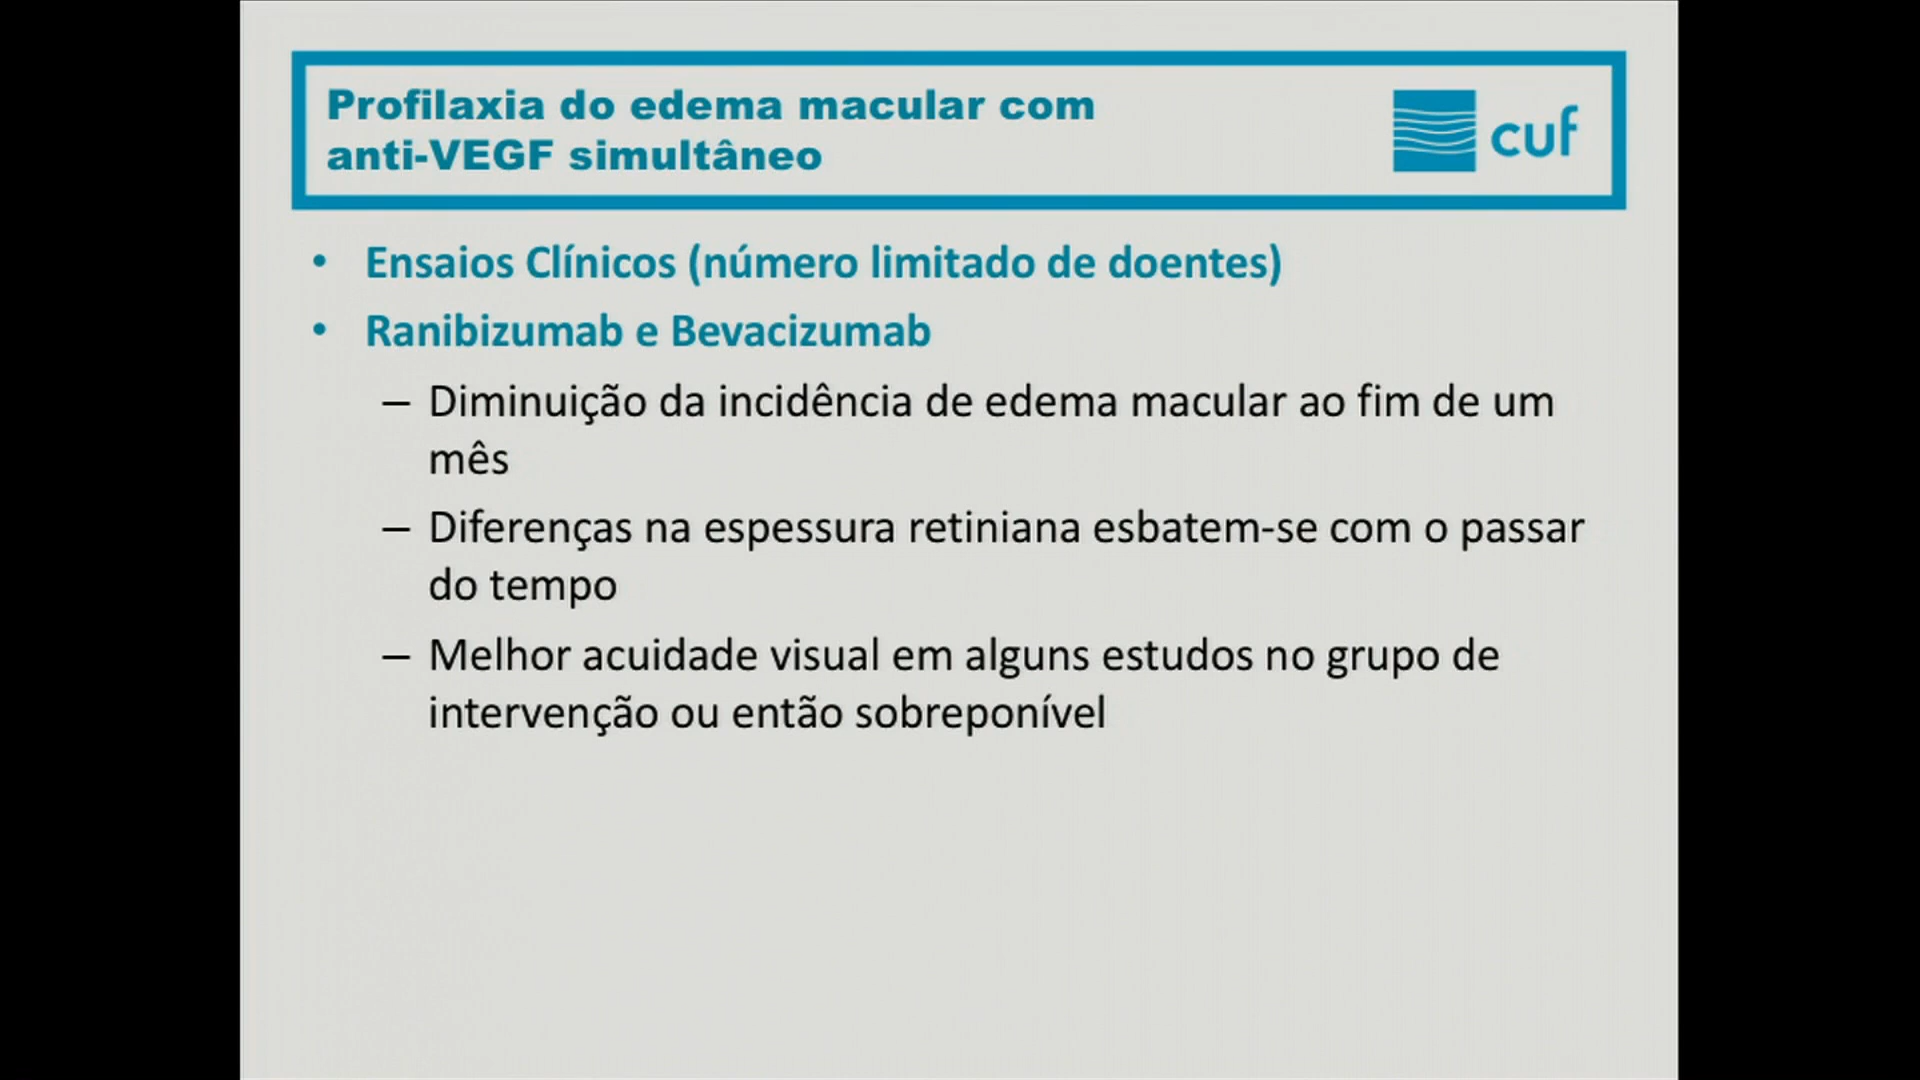 Profilaxia do edema macular com
anti-VEGF simultâneo
cuf
• Ensaios Clínicos (número limitado de doentes)
• Ranibizumab e Bevacizumab
– Diminuição da incidência de edema macular ao fim de um
mês
– Diferenças na espessura retiniana esbatem-se com o passar
do tempo
– Melhor acuidade visual em alguns estudos no grupo de
intervenção ou então sobreponível